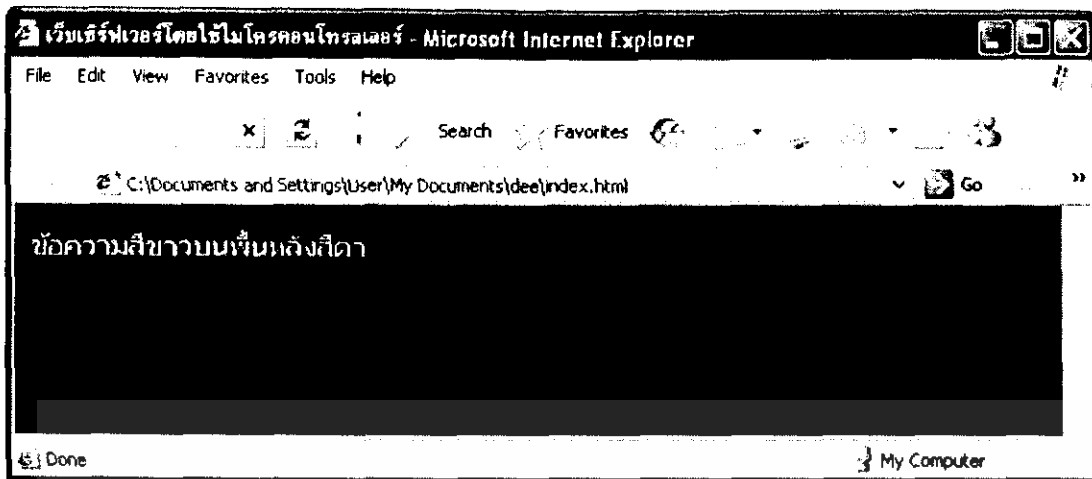 เว็บเซิร์ฟเวอร์โดยใช้ไมโครคอนโทรลเลอร์ - Microsoft Internet Explorer
File Edit View Favorites Tools Help
Search Favorites
C:\Documents and Settings\User\My Documents\dee\index.html Go »
ข้อความสีขาวบนพื้นหลังสีดำ
Done My Computer